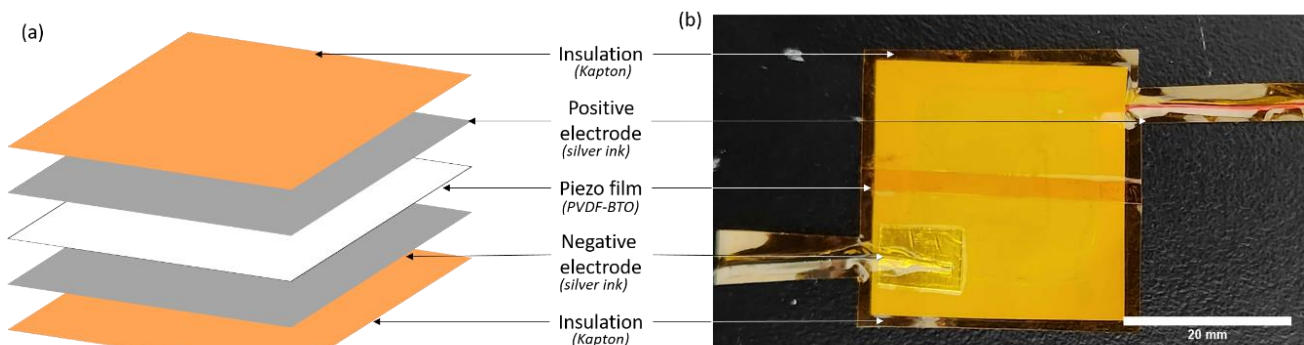 (a)
(b)
Insulation
(Kapton)
Positive
electrode
(silver ink)
Piezo film
(PVDF-BTO)
Negative
electrode
(silver ink)
Insulation
(Kapton)
20 mm